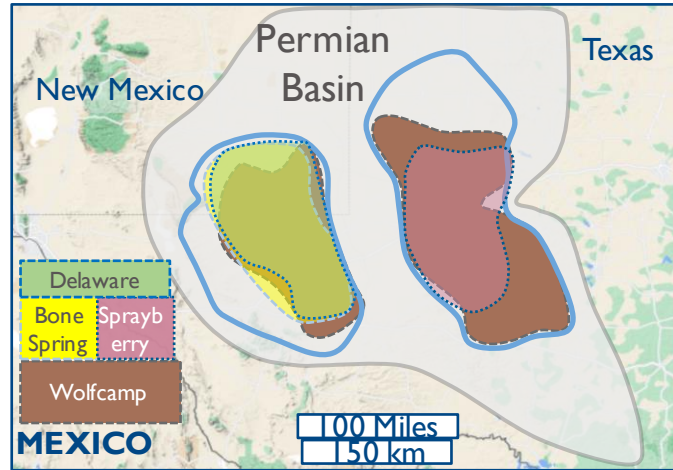 Permian
Basin
Texas
New Mexico
Delaware
Bone
Spring
Sprayb
erry
Wolfcamp
MEXICO
100 Miles
150 km